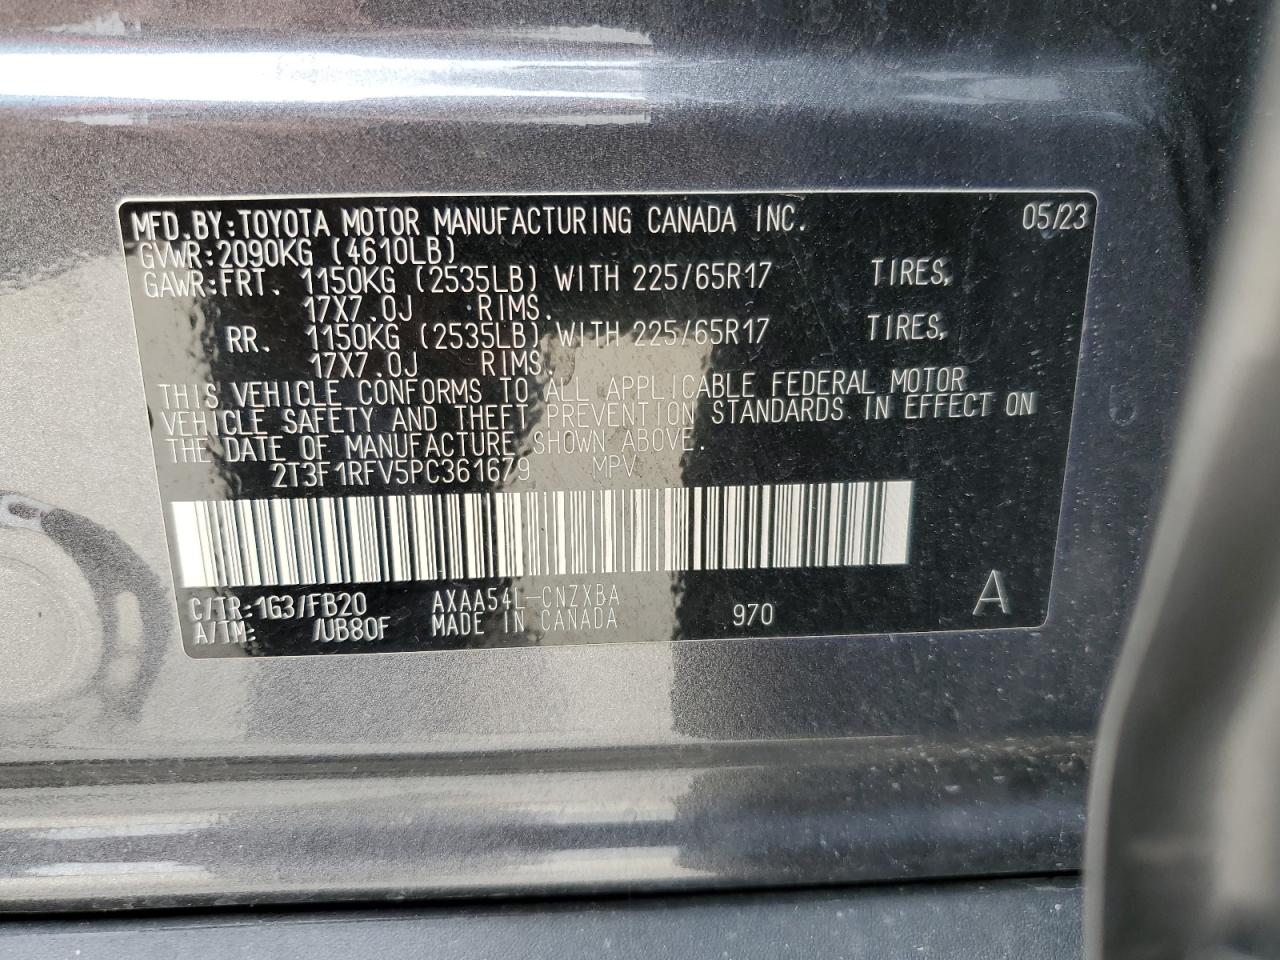 MFD.BY:TOYOTA MOTOR MANUFACTURING CANADA INC. 05/23
GVWR:2090KG (4610LB)
GAWR:FRT. 1150KG (2535LB) WITH 225/65R17 TIRES,
17X7.0J RIMS.
RR. 1150KG (2535LB) WITH 225/65R17 TIRES,
17X7.0J RIMS.
THIS VEHICLE CONFORMS TO ALL APPLICABLE FEDERAL MOTOR
VEHICLE SAFETY AND THEFT PREVENTION STANDARDS IN EFFECT ON
THE DATE OF MANUFACTURE SHOWN ABOVE.
2T3F1RFV5PC361679 MPV
C/TR:1G3/FB20 AXAA54L-CNZXBA
A/TM: /UB80F MADE IN CANADA 970 A